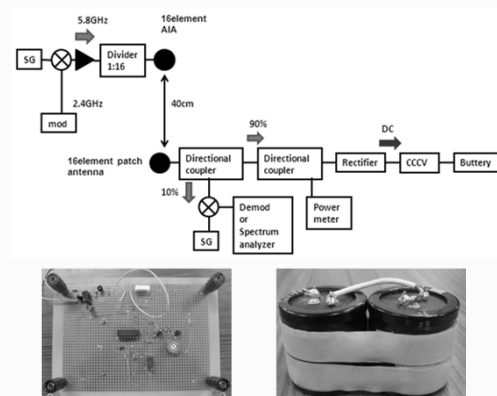 5.8GHz
16element
AIA
SG
Divider
1:16
2.4GHz
mod
40cm
90%
DC
16element patch
antenna
Directional
coupler
Directional
coupler
Rectifier
CCCV
Buttery
10%
Demod
or
Spectrum
analyzer
Power
meter
SG